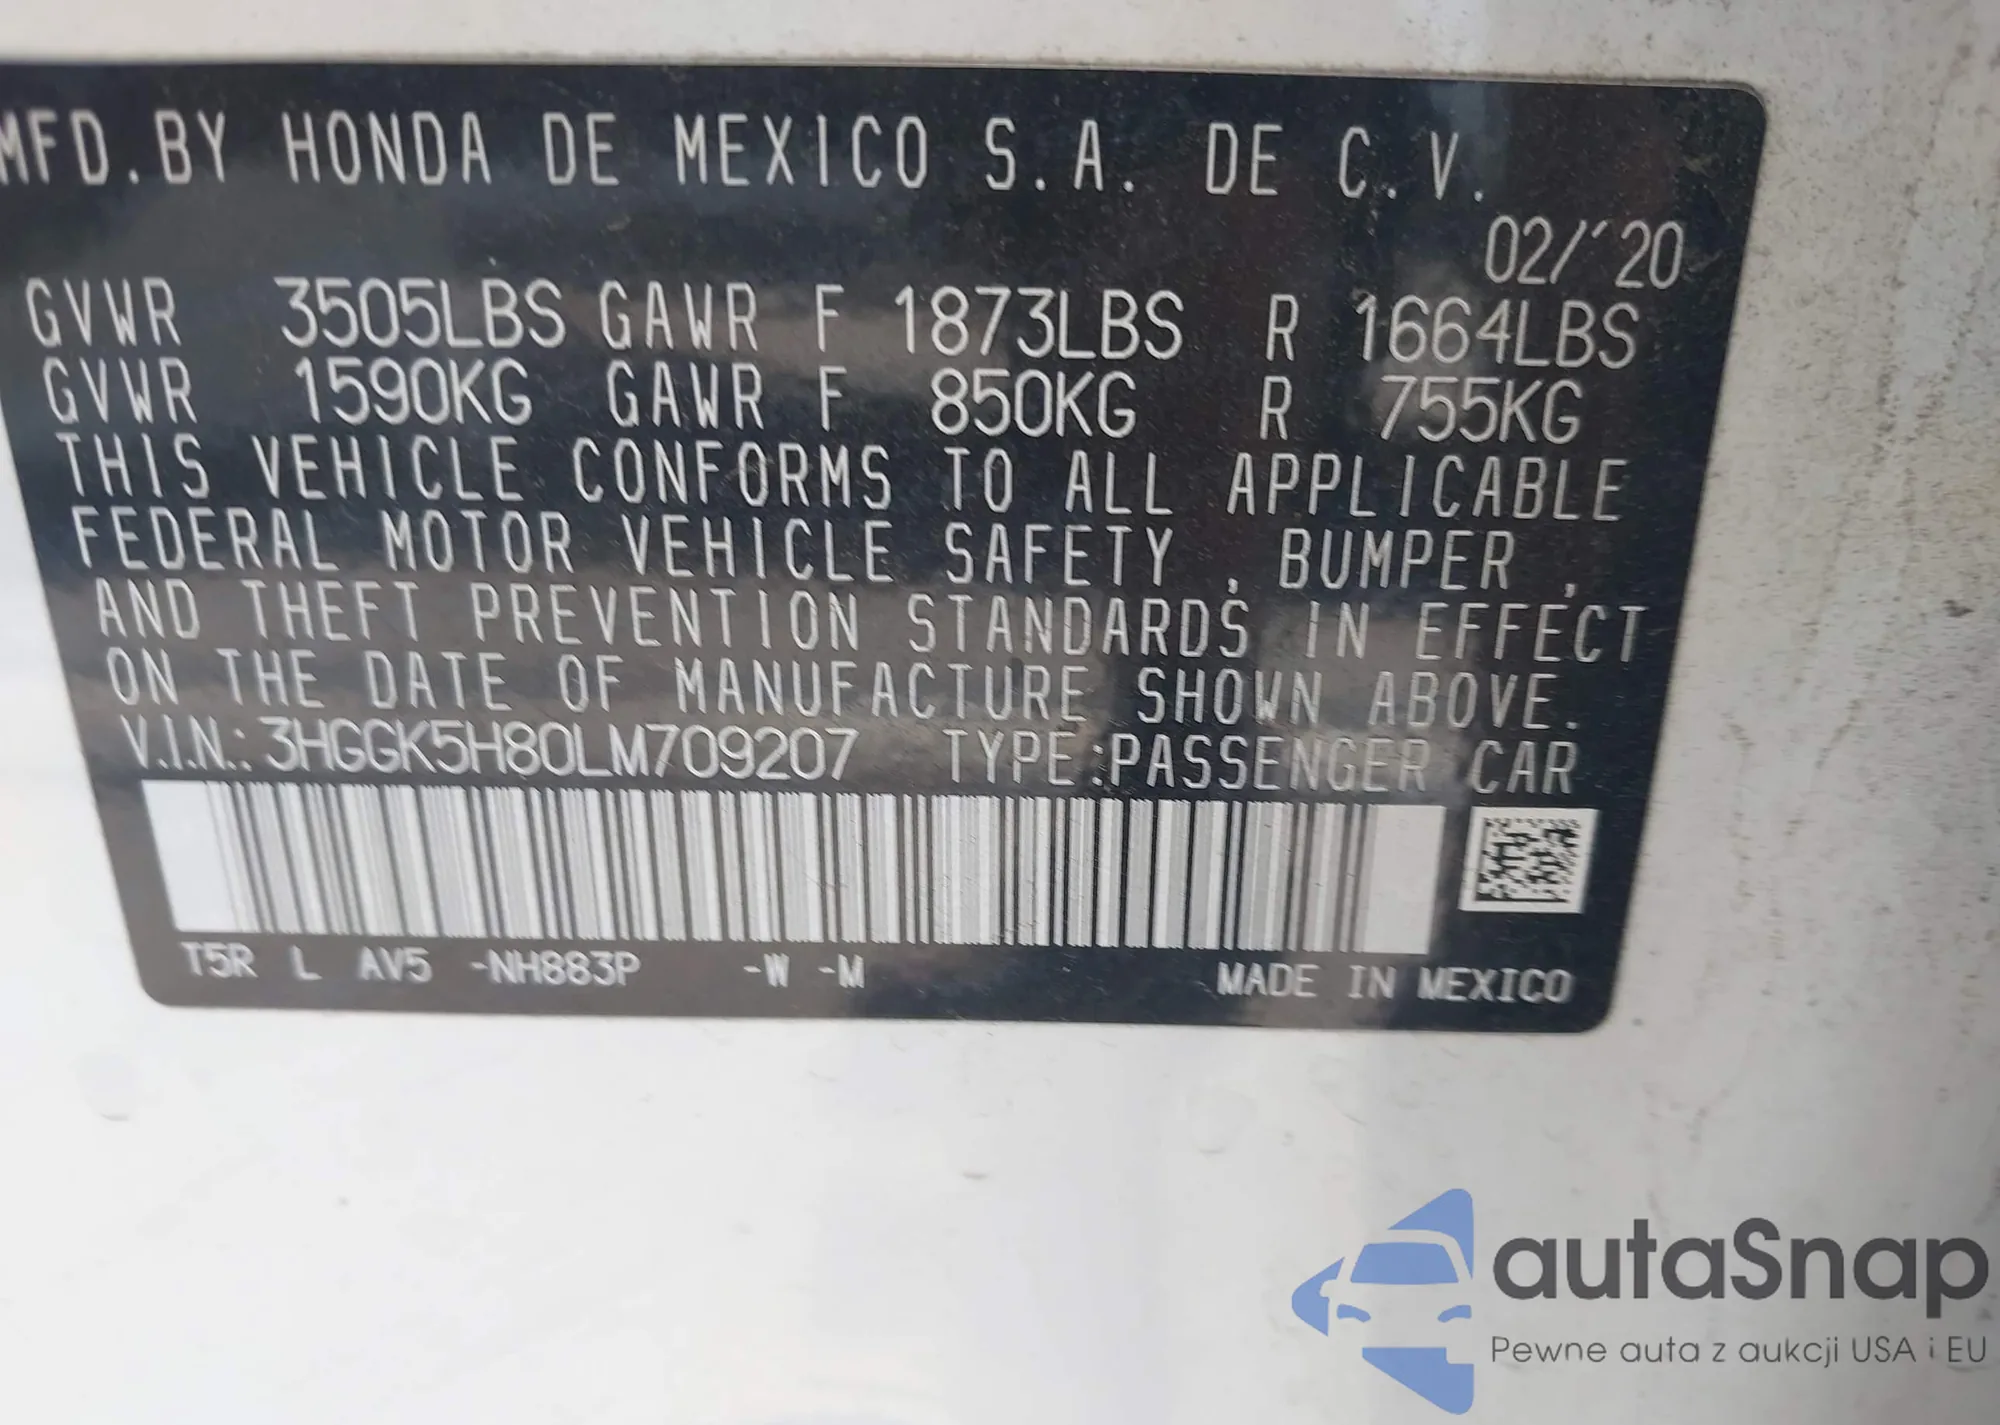 MFD.BY HONDA DE MEXICO S.A. DE C.V.
02/´20
GVWR 3505LBS GAWR F 1873LBS R 1664LBS
GVWR 1590KG GAWR F 850KG R 755KG
THIS VEHICLE CONFORMS TO ALL APPLICABLE
FEDERAL MOTOR VEHICLE SAFETY , BUMPER ,
AND THEFT PREVENTION STANDARDS IN EFFECT
ON THE DATE OF MANUFACTURE SHOWN ABOVE.
V.I.N.: 3HGGK5H80LM709207 TYPE:PASSENGER CAR
T5R L AV5 -NH883P -W -M MADE IN MEXICO
autaSnap
Pewne auta z aukcji USA i EU